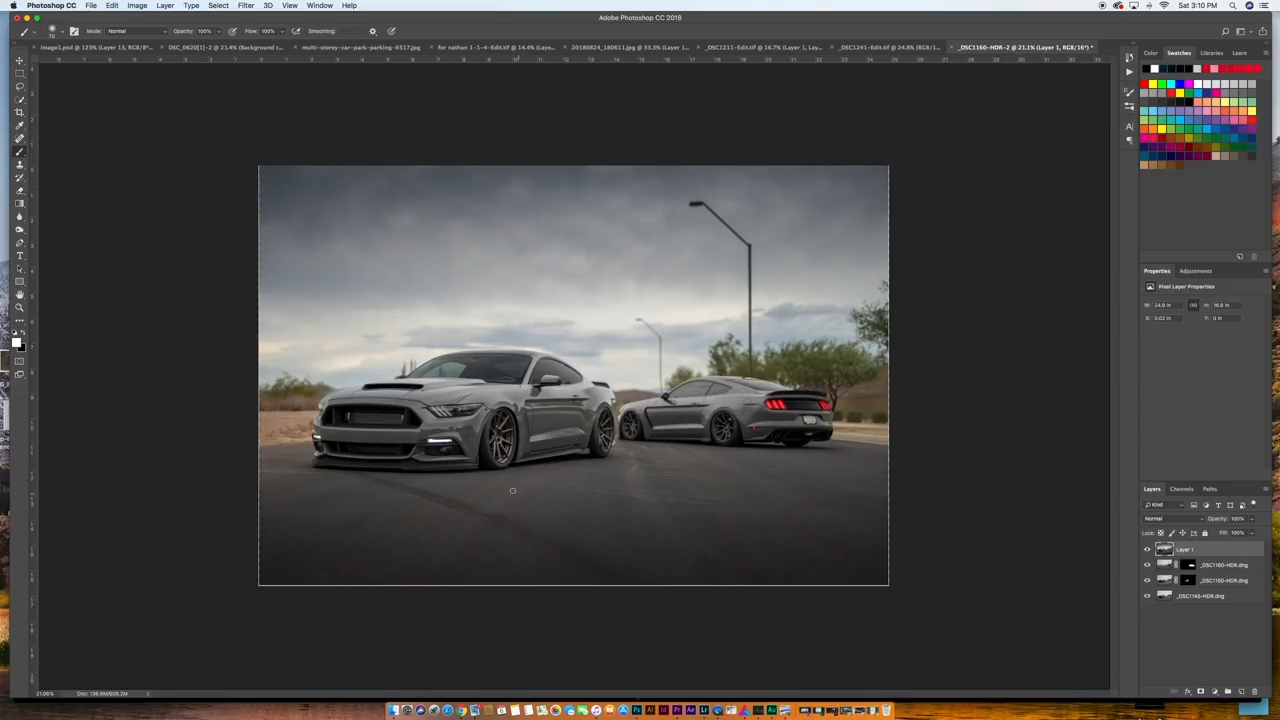 Photoshop CC File Edit Image Layer Type Select Filter 3D View Window Help Sat 3:10 PM
Adobe Photoshop CC 2018
70 Mode: Normal Opacity: 100% Flow: 100% Smoothing:
image1.psd @ 123% (Layer 13, RGB/8*... DSC_0620[1]-2 @ 21.4% (Background c... multi-storey-car-park-parking-6517.jpg for nathan 1-1-4-Edit.tif @ 14.4% (Laye... 20180824_180611.jpg @ 33.3% (Layer 1... _DSC1211-Edit.tif @ 16.7% (Layer 1, Lay... _DSC1241-Edit.tif @ 24.8% (RGB/1... _DSC1160-HDR-2 @ 21.1% (Layer 1, RGB/16*) *
Color Swatches Libraries Learn
Properties Adjustments
Pixel Layer Properties
W: 24.9 in H: 16.6 in
X: 0.02 in Y: 0 in
Layers Channels Paths
Kind
Normal Opacity: 100%
Lock: Fill: 100%
Layer 1
_DSC1160-HDR.dng
_DSC1150-HDR.dng
_DSC1145-HDR.dng
21.06% Doc: 136.6M/805.2M